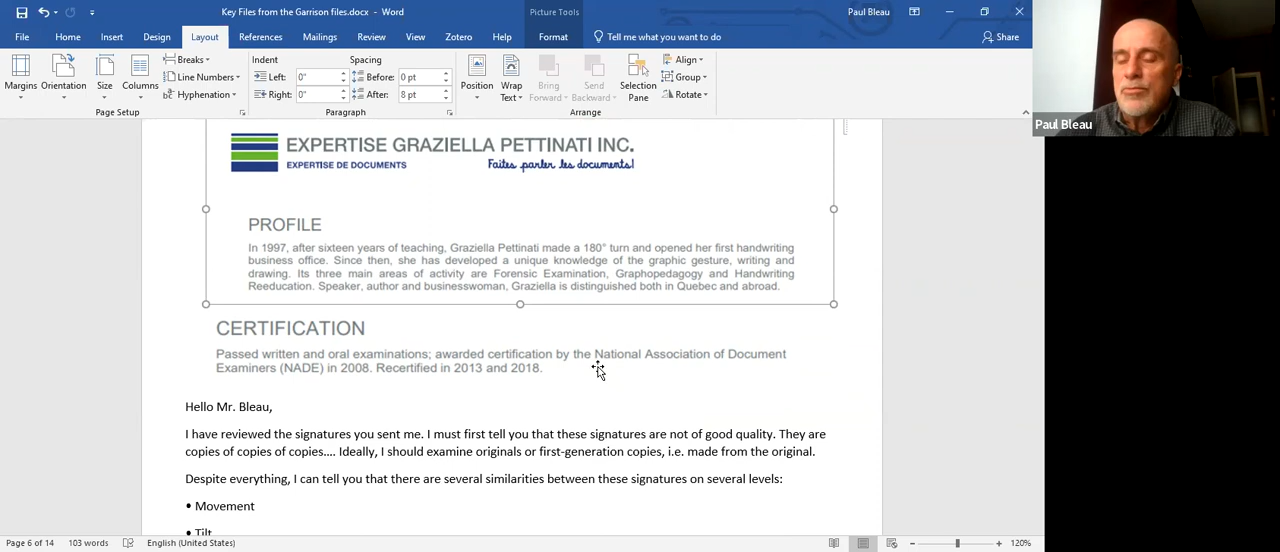 Key Files from the Garrison files.docx - Word
Picture Tools
Paul Bleau
File Home Insert Design Layout References Mailings Review View Zotero Help Format Tell me what you want to do Share
Margins Orientation Size Columns
Breaks
Line Numbers
Hyphenation
Page Setup
Indent
Left: 0"
Right: 0"
Spacing
Before: 0 pt
After: 8 pt
Paragraph
Position Wrap Text Bring Forward Send Backward Selection Pane
Align
Group
Rotate
Arrange
Paul Bleau
EXPERTISE GRAZIELLA PETTINATI INC.
EXPERTISE DE DOCUMENTS Faites parler les documents!
PROFILE
In 1997, after sixteen years of teaching, Graziella Pettinati made a 180° turn and opened her first handwriting
business office. Since then, she has developed a unique knowledge of the graphic gesture, writing and
drawing. Its three main areas of activity are Forensic Examination, Graphopedagogy and Handwriting
Reeducation. Speaker, author and businesswoman, Graziella is distinguished both in Quebec and abroad.
CERTIFICATION
Passed written and oral examinations; awarded certification by the National Association of Document
Examiners (NADE) in 2008. Recertified in 2013 and 2018.
Hello Mr. Bleau,
I have reviewed the signatures you sent me. I must first tell you that these signatures are not of good quality. They are
copies of copies of copies.... Ideally, I should examine originals or first-generation copies, i.e. made from the original.
Despite everything, I can tell you that there are several similarities between these signatures on several levels:
• Movement
• Tilt
Page 6 of 14 103 words English (United States) 120%